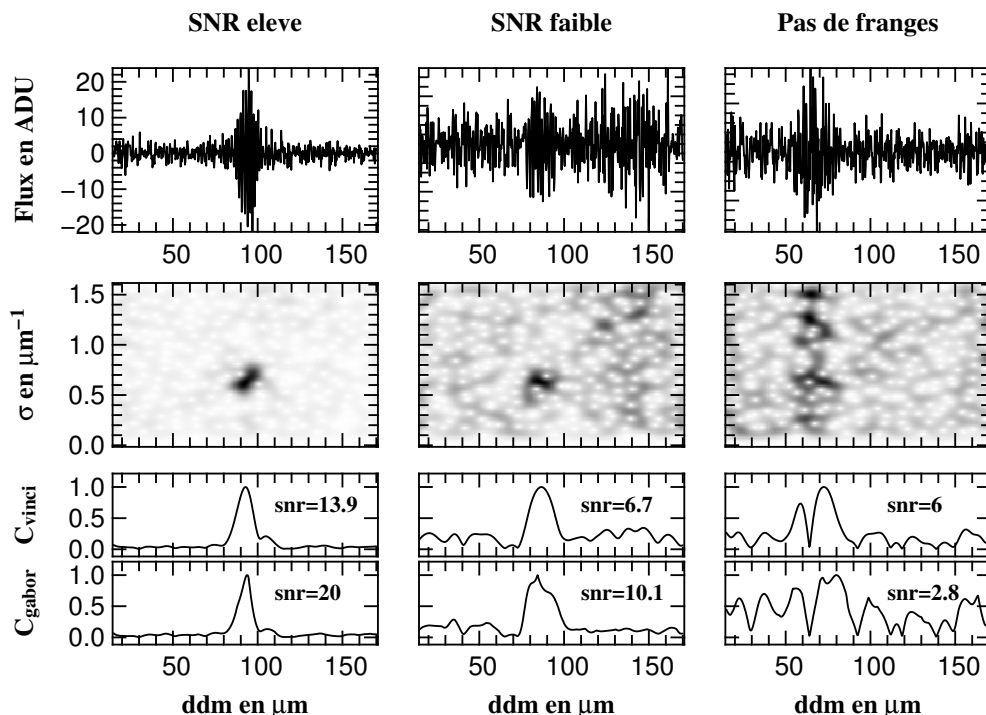 SNR eleve SNR faible Pas de franges
Flux en ADU
20
10
0
−10
−20
50 100 150 50 100 150 50 100 150
σ en μm⁻¹
1.5
1.0
0.5
0.0
C_vinci
1.0
0.5
0.0
snr=13.9 snr=6.7 snr=6
C_gabor
1.0
0.5
0.0
snr=20 snr=10.1 snr=2.8
50 100 150 50 100 150 50 100 150
ddm en μm ddm en μm ddm en μm